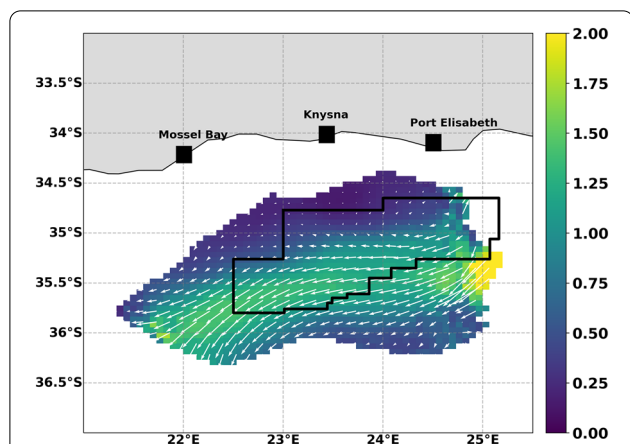 2.00
33.5°S
1.75
Knysna
34°S
Port Elisabeth
Mossel Bay
1.50
34.5°S
1.25
35°S
1.00
35.5°S
0.75
36°S
0.50
36.5°S
0.25
22°E 23°E 24°E 25°E 0.00